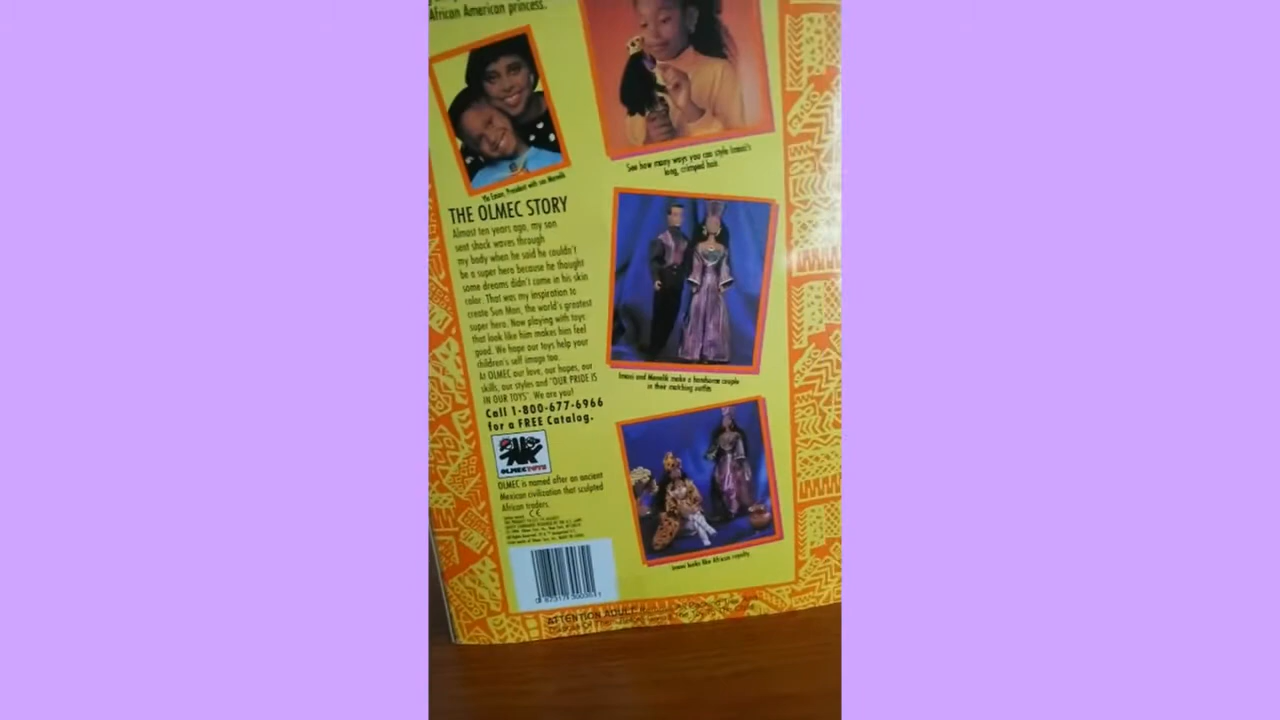 African American princess.
President with son Menelik
THE OLMEC STORY
Almost ten years ago, my son
sent shock waves through
my body when he said he couldn't
be a super hero because he thought
some dreams didn't come in his skin
color. That was my inspiration to
create Sun Man, the world's greatest
super hero. Now playing with toys
that look like him makes him feel
good. We hope our toys help your
children's self image too.
At OLMEC our love, our hopes, our
skills, our styles and "OUR PRIDE IS
IN OUR TOYS". We are you!
Call 1-800-677-6966
for a FREE Catalog.
OLMECTOYS
OLMEC is named after an ancient
Mexican civilization that sculpted
African traders.
CE
See how many ways you can style Imani's
long, crimped hair
Imani and Menelik make a handsome couple
in their matching outfits
Imani looks like African royalty
ATTENTION ADULT: